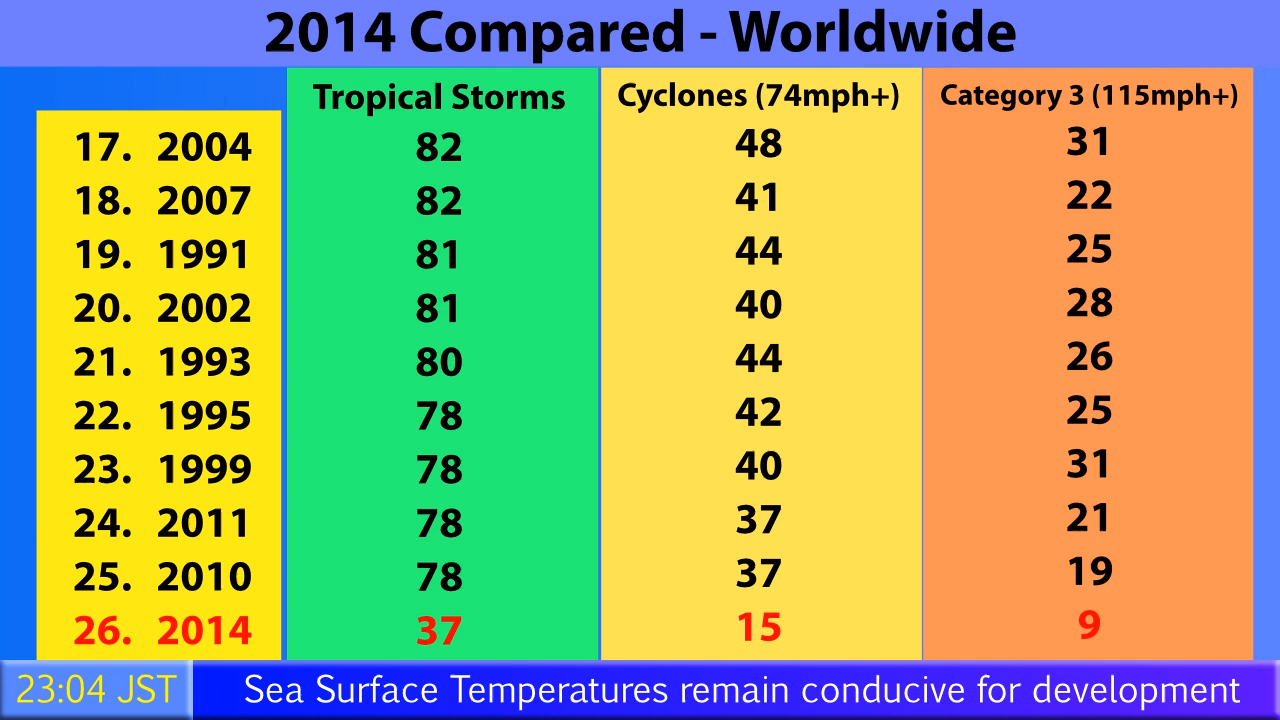 2014 Compared - Worldwide
Tropical Storms Cyclones (74mph+) Category 3 (115mph+)
17. 2004 82 48 31
18. 2007 82 41 22
19. 1991 81 44 25
20. 2002 81 40 28
21. 1993 80 44 26
22. 1995 78 42 25
23. 1999 78 40 31
24. 2011 78 37 21
25. 2010 78 37 19
26. 2014 37 15 9
23:04 JST Sea Surface Temperatures remain conducive for development